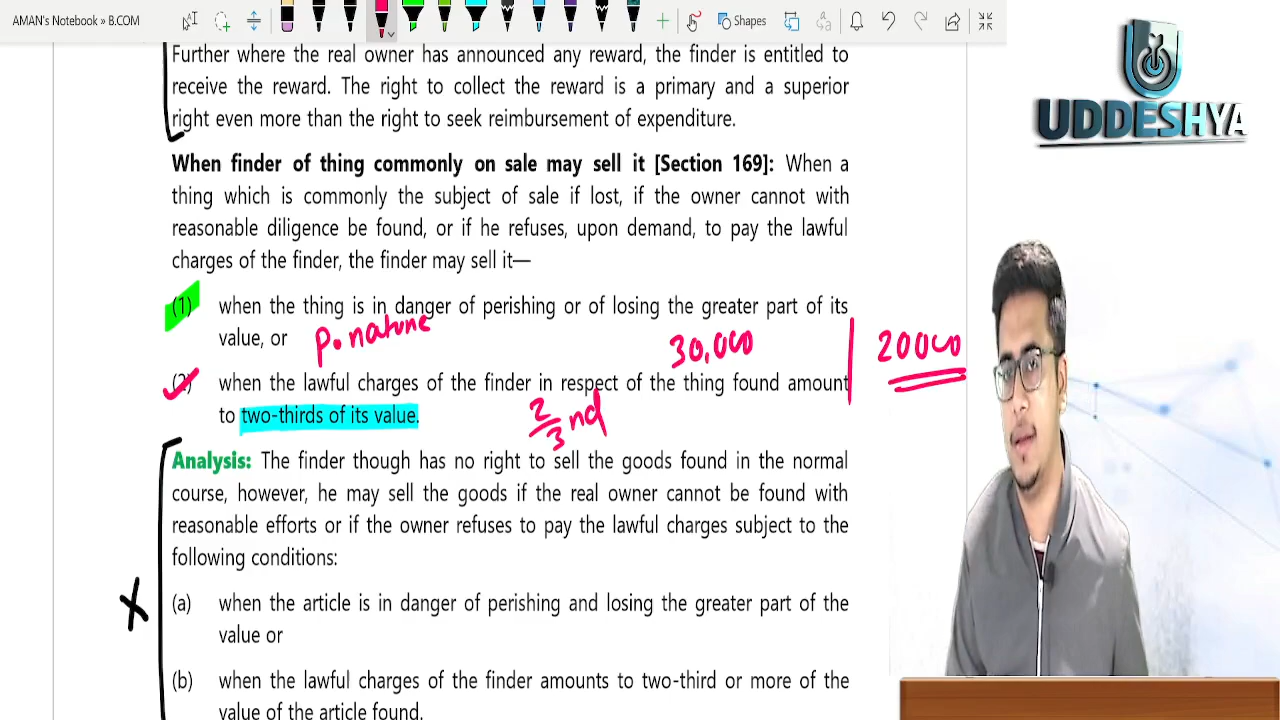 AMAN's Notebook » B.COM
Shapes
UDDESHYA
Further where the real owner has announced any reward, the finder is entitled to
receive the reward. The right to collect the reward is a primary and a superior
right even more than the right to seek reimbursement of expenditure.
When finder of thing commonly on sale may sell it [Section 169]: When a
thing which is commonly the subject of sale if lost, if the owner cannot with
reasonable diligence be found, or if he refuses, upon demand, to pay the lawful
charges of the finder, the finder may sell it—
(1) when the thing is in danger of perishing or of losing the greater part of its
value, or
P. nature
30,000
20000
(2) when the lawful charges of the finder in respect of the thing found amount
to two-thirds of its value.
2/3 nd
Analysis: The finder though has no right to sell the goods found in the normal
course, however, he may sell the goods if the real owner cannot be found with
reasonable efforts or if the owner refuses to pay the lawful charges subject to the
following conditions:
(a) when the article is in danger of perishing and losing the greater part of the
value or
(b) when the lawful charges of the finder amounts to two-third or more of the
value of the article found.